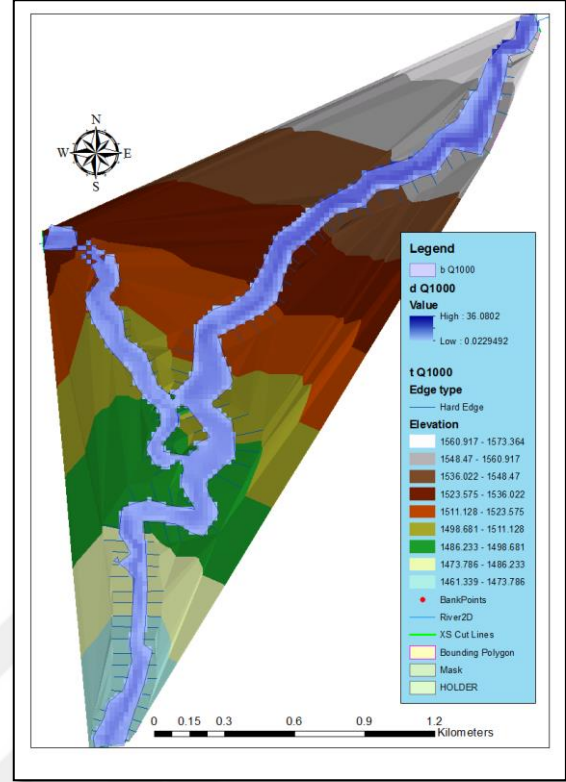 N
W E
S
Legend
b Q1000
d Q1000
Value
High : 36.0802
Low : 0.0229492
t Q1000
Edge type
Hard Edge
Elevation
1560.917 - 1573.364
1548.47 - 1560.917
1536.022 - 1548.47
1523.575 - 1536.022
1511.128 - 1523.575
1498.681 - 1511.128
1486.233 - 1498.681
1473.786 - 1486.233
1461.339 - 1473.786
BankPoints
River2D
XS Cut Lines
Bounding Polygon
Mask
HOLDER
0 0.15 0.3 0.6 0.9 1.2
Kilometers